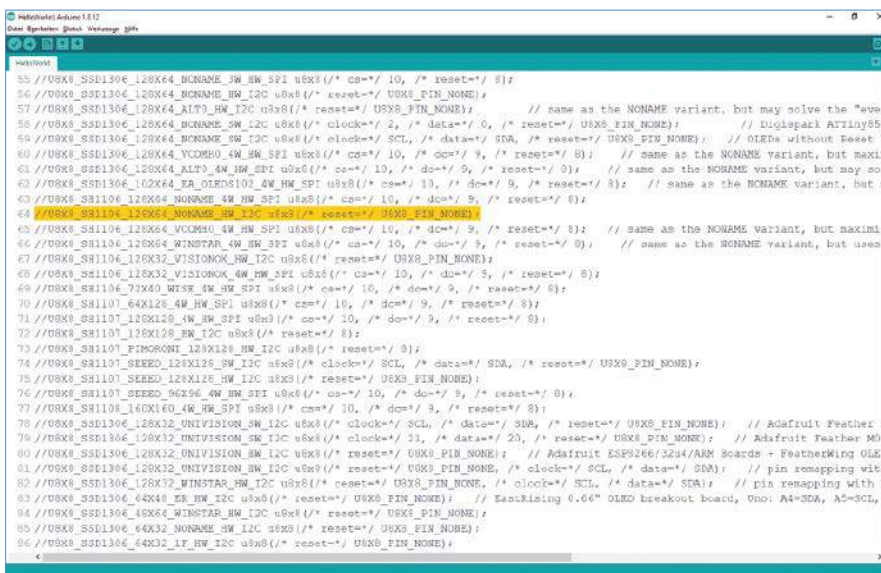 HelloWorld | Arduino 1.8.12
Datei Bearbeiten Sketch Werkzeuge Hilfe
HelloWorld
55 //U8X8_SSD1306_128X64_NONAME_3W_HW_SPI u8x8(/* cs=*/ 10, /* reset=*/ 8);
56 //U8X8_SSD1306_128X64_NONAME_HW_I2C u8x8(/* reset=*/ U8X8_PIN_NONE);
57 //U8X8_SSD1306_128X64_ALT0_HW_I2C u8x8(/* reset=*/ U8X8_PIN_NONE); // same as the NONAME variant, but may solve the "eve
58 //U8X8_SSD1306_128X64_NONAME_SW_I2C u8x8(/* clock=*/ 2, /* data=*/ 0, /* reset=*/ U8X8_PIN_NONE); // Digispark ATTiny85
59 //U8X8_SSD1306_128X64_NONAME_SW_I2C u8x8(/* clock=*/ SCL, /* data=*/ SDA, /* reset=*/ U8X8_PIN_NONE); // OLEDs without Reset
60 //U8X8_SSD1306_128X64_VCOMH0_4W_HW_SPI u8x8(/* cs=*/ 10, /* dc=*/ 9, /* reset=*/ 8); // same as the NONAME variant, but maxi
61 //U8X8_SSD1306_128X64_ALT0_4W_HW_SPI u8x8(/* cs=*/ 10, /* dc=*/ 9, /* reset=*/ 8); // same as the NONAME variant, but may so
62 //U8X8_SSD1306_102X64_EA_OLEDS102_4W_HW_SPI u8x8(/* cs=*/ 10, /* dc=*/ 9, /* reset=*/ 8); // same as the NONAME variant, but
63 //U8X8_SH1106_128X64_NONAME_4W_HW_SPI u8x8(/* cs=*/ 10, /* dc=*/ 9, /* reset=*/ 8);
64 //U8X8_SH1106_128X64_NONAME_HW_I2C u8x8(/* reset=*/ U8X8_PIN_NONE);
65 //U8X8_SH1106_128X64_VCOMH0_4W_HW_SPI u8x8(/* cs=*/ 10, /* dc=*/ 9, /* reset=*/ 8); // same as the NONAME variant, but maximi
66 //U8X8_SH1106_128X64_WINSTAR_4W_HW_SPI u8x8(/* cs=*/ 10, /* dc=*/ 9, /* reset=*/ 8); // same as the NONAME variant, but uses
67 //U8X8_SH1106_128X32_VISIONOX_HW_I2C u8x8(/* reset=*/ U8X8_PIN_NONE);
68 //U8X8_SH1106_128X32_VISIONOX_4W_HW_SPI u8x8(/* cs=*/ 10, /* dc=*/ 9, /* reset=*/ 8);
69 //U8X8_SH1106_72X40_WISE_4W_HW_SPI u8x8(/* cs=*/ 10, /* dc=*/ 9, /* reset=*/ 8);
70 //U8X8_SH1107_64X128_4W_HW_SPI u8x8(/* cs=*/ 10, /* dc=*/ 9, /* reset=*/ 8);
71 //U8X8_SH1107_128X128_4W_HW_SPI u8x8(/* cs=*/ 10, /* dc=*/ 9, /* reset=*/ 8);
72 //U8X8_SH1107_128X128_HW_I2C u8x8(/* reset=*/ 8);
73 //U8X8_SH1107_PIMORONI_128X128_HW_I2C u8x8(/* reset=*/ 8);
74 //U8X8_SH1107_SEEED_128X128_SW_I2C u8x8(/* clock=*/ SCL, /* data=*/ SDA, /* reset=*/ U8X8_PIN_NONE);
75 //U8X8_SH1107_SEEED_128X128_HW_I2C u8x8(/* reset=*/ U8X8_PIN_NONE);
76 //U8X8_SH1107_SEEED_96X96_4W_HW_SPI u8x8(/* cs=*/ 10, /* dc=*/ 9, /* reset=*/ 8);
77 //U8X8_SH1108_160X160_4W_HW_SPI u8x8(/* cs=*/ 10, /* dc=*/ 9, /* reset=*/ 8);
78 //U8X8_SSD1306_128X32_UNIVISION_SW_I2C u8x8(/* clock=*/ SCL, /* data=*/ SDA, /* reset=*/ U8X8_PIN_NONE); // Adafruit Feather
79 //U8X8_SSD1306_128X32_UNIVISION_SW_I2C u8x8(/* clock=*/ 21, /* data=*/ 20, /* reset=*/ U8X8_PIN_NONE); // Adafruit Feather MO
80 //U8X8_SSD1306_128X32_UNIVISION_HW_I2C u8x8(/* reset=*/ U8X8_PIN_NONE); // Adafruit ESP8266/32u4/ARM Boards + FeatherWing OLE
81 //U8X8_SSD1306_128X32_UNIVISION_HW_I2C u8x8(/* reset=*/ U8X8_PIN_NONE, /* clock=*/ SCL, /* data=*/ SDA); // pin remapping wit
82 //U8X8_SSD1306_128X32_WINSTAR_HW_I2C u8x8(/* reset=*/ U8X8_PIN_NONE, /* clock=*/ SCL, /* data=*/ SDA); // pin remapping with
83 //U8X8_SSD1306_64X48_ER_HW_I2C u8x8(/* reset=*/ U8X8_PIN_NONE); // EastRising 0.66" OLED breakout board, Uno: A4=SDA, A5=SCL,
84 //U8X8_SSD1306_48X64_WINSTAR_HW_I2C u8x8(/* reset=*/ U8X8_PIN_NONE);
85 //U8X8_SSD1306_64X32_NONAME_HW_I2C u8x8(/* reset=*/ U8X8_PIN_NONE);
86 //U8X8_SSD1306_64X32_1F_HW_I2C u8x8(/* reset=*/ U8X8_PIN_NONE);